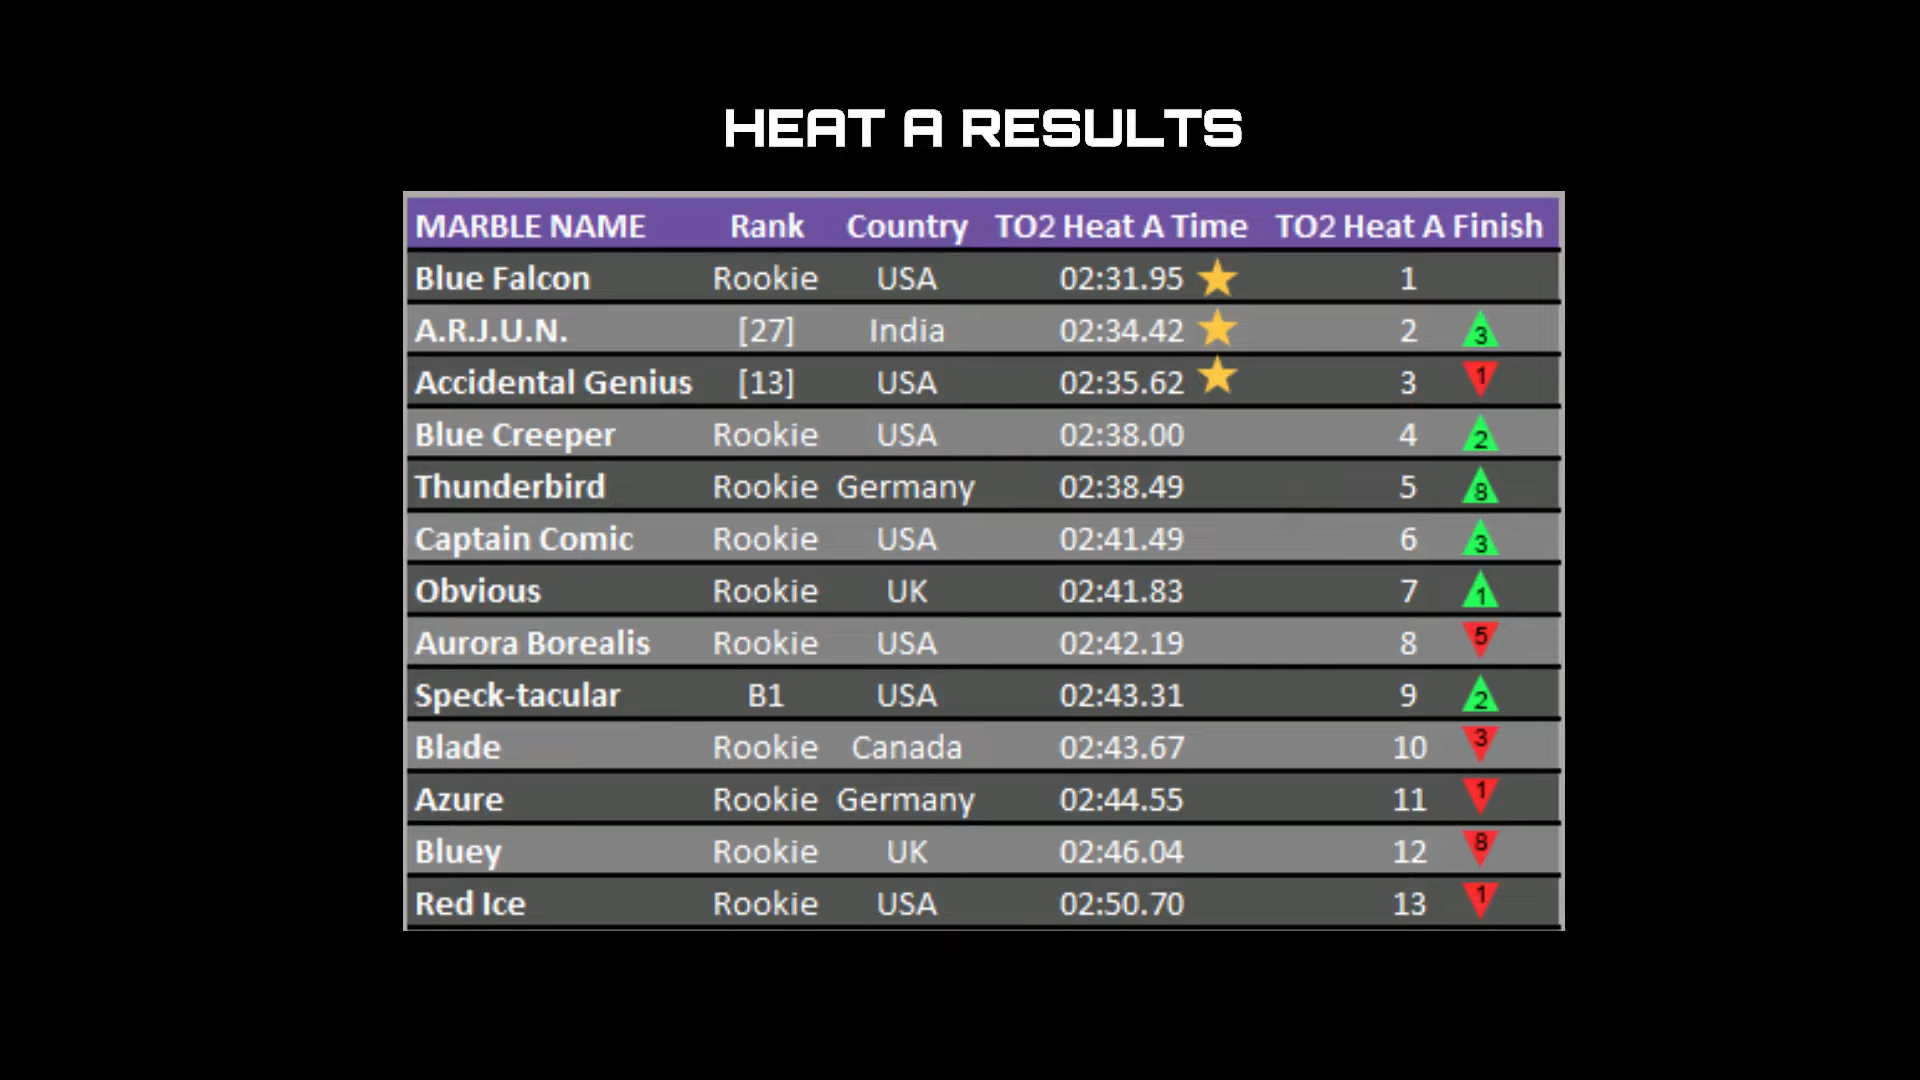 HEAT A RESULTS
MARBLE NAME Rank Country TO2 Heat A Time TO2 Heat A Finish
Blue Falcon Rookie USA 02:31.95 1
A.R.J.U.N. [27] India 02:34.42 2 3
Accidental Genius [13] USA 02:35.62 3 1
Blue Creeper Rookie USA 02:38.00 4 2
Thunderbird Rookie Germany 02:38.49 5 8
Captain Comic Rookie USA 02:41.49 6 3
Obvious Rookie UK 02:41.83 7 1
Aurora Borealis Rookie USA 02:42.19 8 5
Speck-tacular B1 USA 02:43.31 9 2
Blade Rookie Canada 02:43.67 10 3
Azure Rookie Germany 02:44.55 11 1
Bluey Rookie UK 02:46.04 12 8
Red Ice Rookie USA 02:50.70 13 1